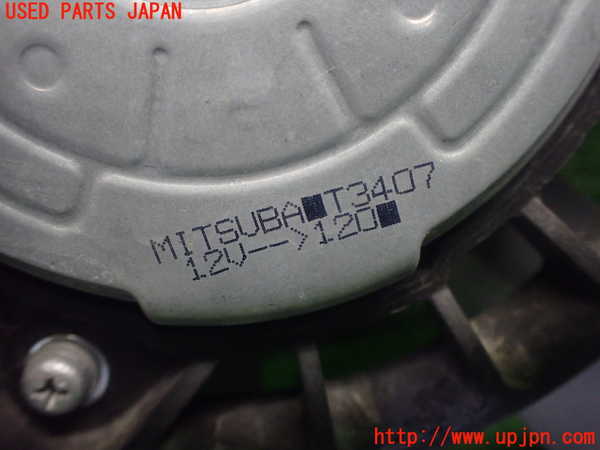 USED PARTS JAPAN
MITSUBA■T3407
12V-->120■
http://www.upjpn.com/